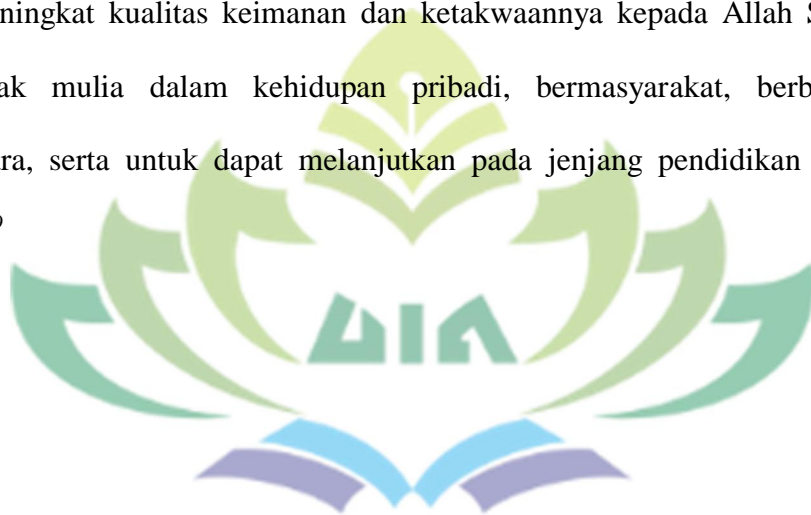 ningkat kualitas keimanan dan ketakwaannya kepada Allah S
ak mulia dalam kehidupan pribadi, bermasyarakat, berb
ra, serta untuk dapat melanjutkan pada jenjang pendidikan
9
UIN